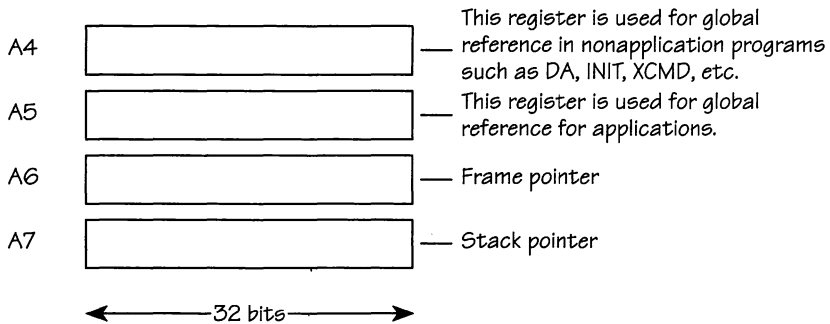 A4
This register is used for global
reference in nonapplication programs
such as DA, INIT, XCMD, etc.
A5
This register is used for global
reference for applications.
A6
Frame pointer
A7
Stack pointer
32 bits